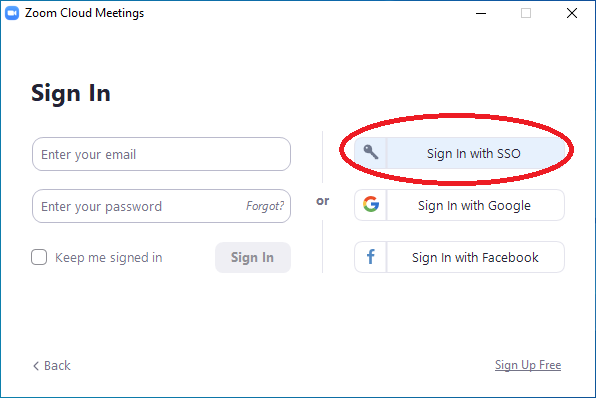 Zoom Cloud Meetings
Sign In
Enter your email
Enter your password
Forgot?
Keep me signed in
Sign In
or
Sign In with SSO
Sign In with Google
Sign In with Facebook
Back
Sign Up Free